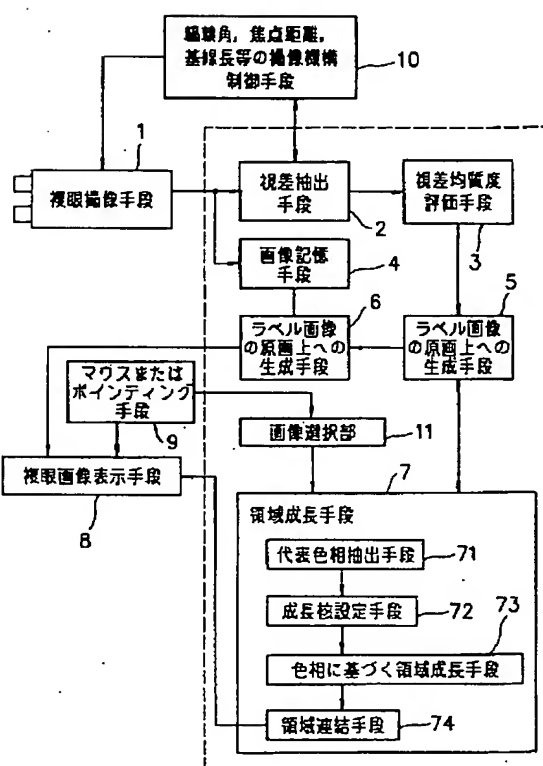 輻輳角，焦点距離，
基線長等の撮像機構
制御手段
10
1
複眼撮像手段
視差抽出
手段
2
視差均質度
評価手段
3
画像記憶
手段
4
6
ラベル画像
の原画上への
生成手段
5
ラベル画像
の原画上への
生成手段
マウスまたは
ポインティング
手段
9
画像選択部
11
複眼画像表示手段
8
7
領域成長手段
代表色相抽出手段
71
成長核設定手段
72
73
色相に基づく領域成長手段
領域連結手段
74